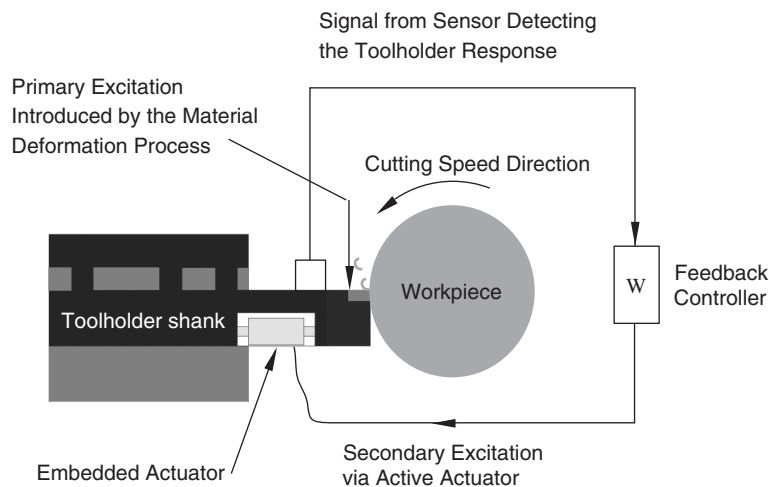 Signal from Sensor Detecting
the Toolholder Response
Primary Excitation
Introduced by the Material
Deformation Process
Cutting Speed Direction
Workpiece
W
Feedback
Controller
Toolholder shank
Secondary Excitation
via Active Actuator
Embedded Actuator